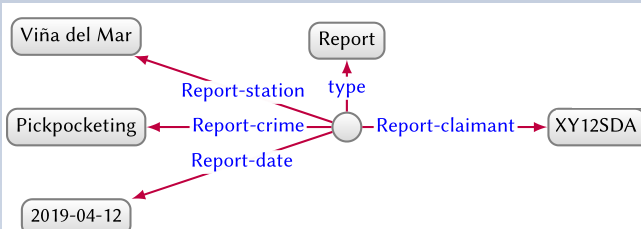 Viña del Mar
Report
Report-station
type
Pickpocketing
Report-crime
Report-claimant
XY12SDA
Report-date
2019-04-12